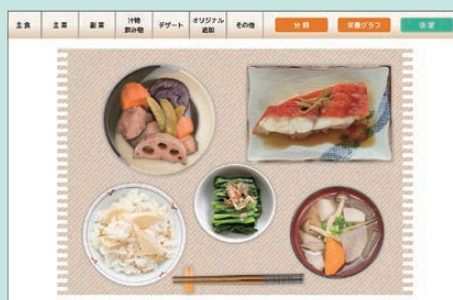 主食
主菜
副菜
汁物
飲み物
デザート
オリジナル
追加
その他
分類
栄養グラフ
決定